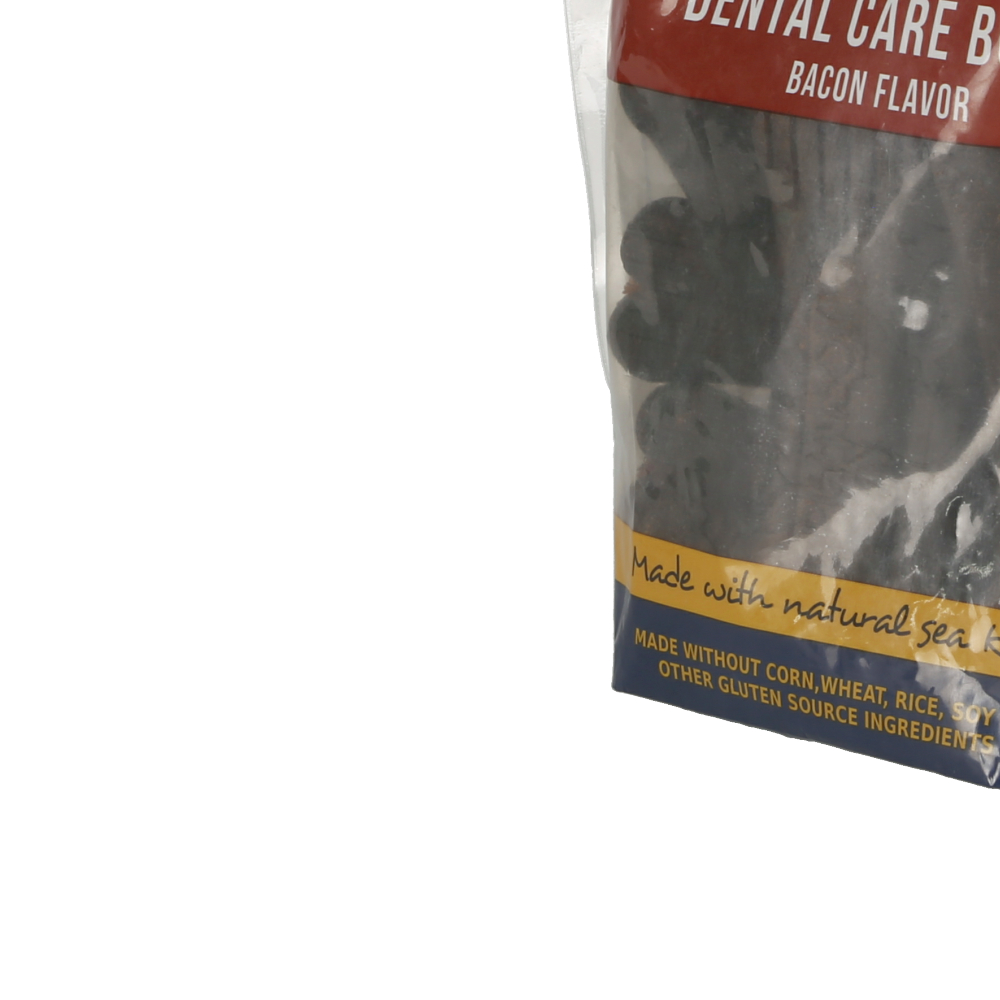 DENTAL CARE
BACON FLAVOR
Made with natural sea
MADE WITHOUT CORN, WHEAT, RICE, SOY
OTHER GLUTEN SOURCE INGREDIENTS